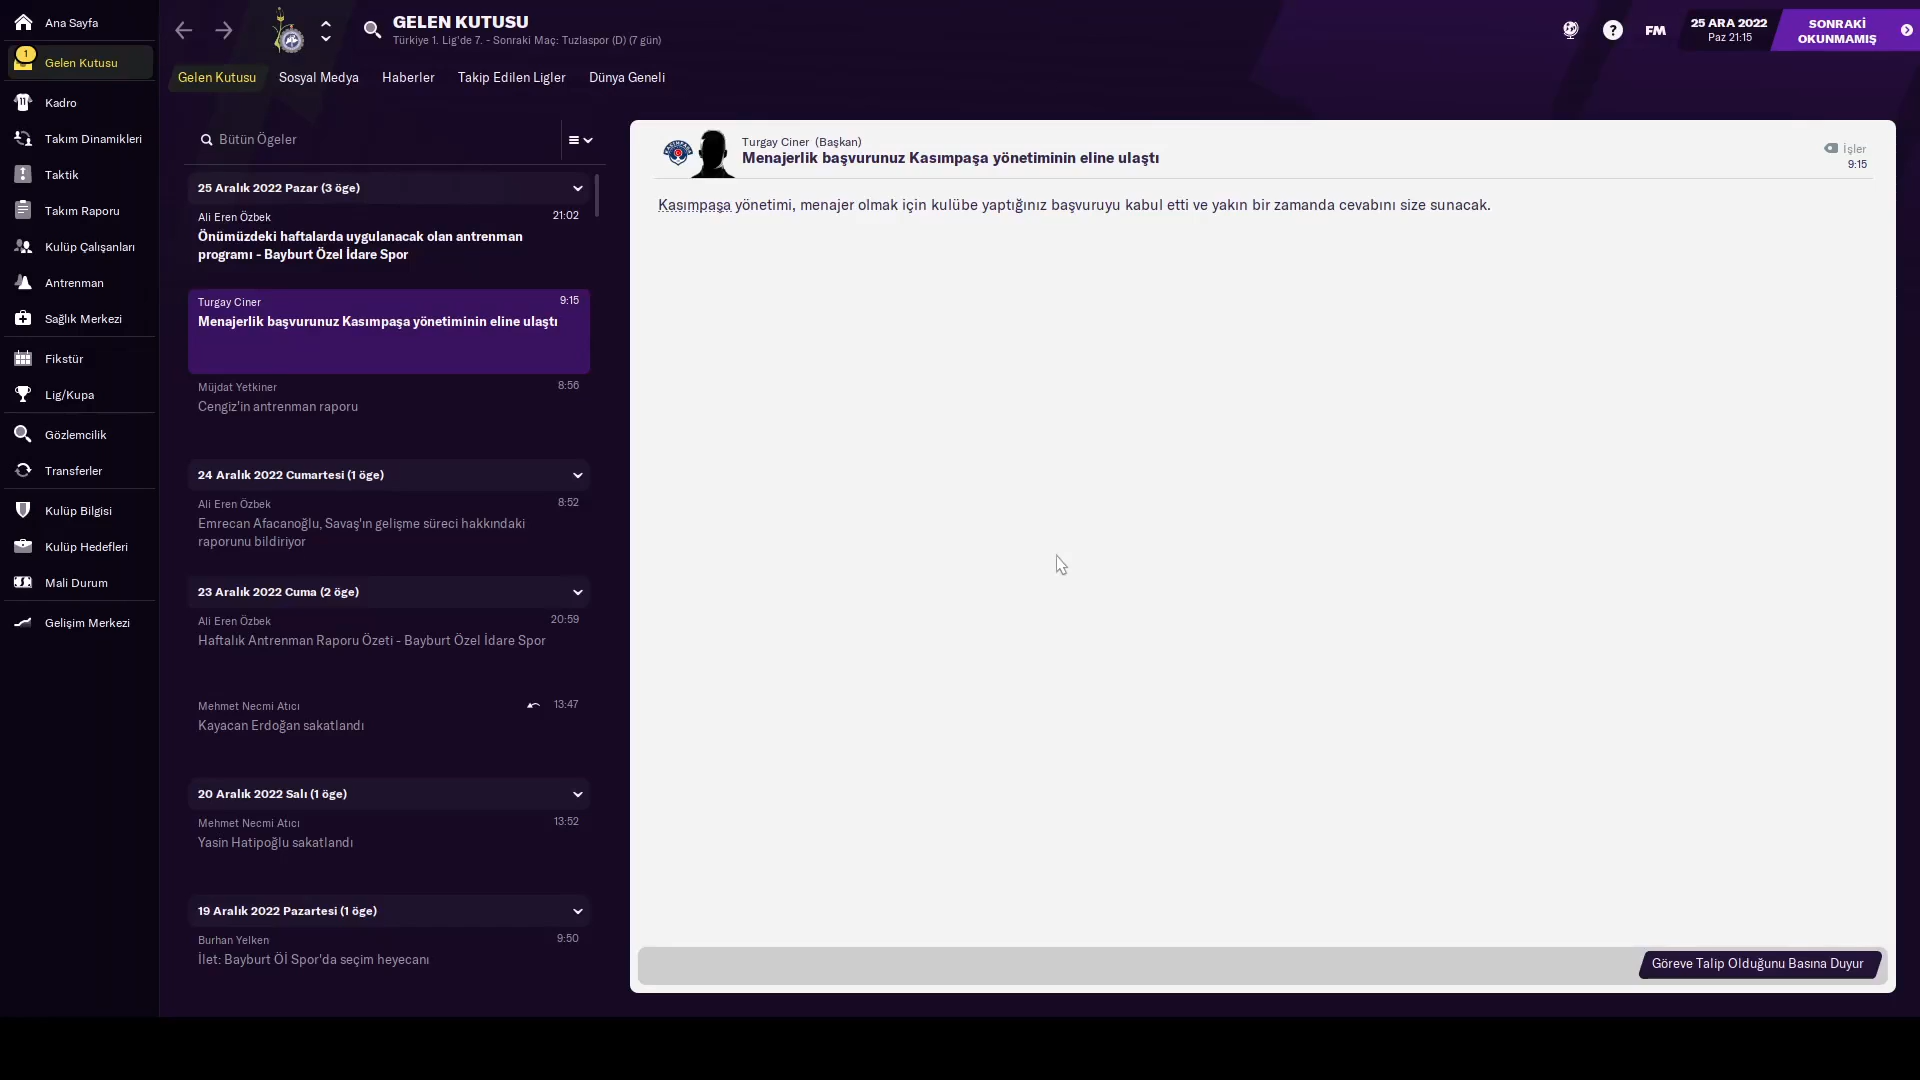 Ana Sayfa
1
Gelen Kutusu
Kadro
Takım Dinamikleri
Taktik
Takım Raporu
Kulüp Çalışanları
Antrenman
Sağlık Merkezi
Fikstür
Lig/Kupa
Gözlemcilik
Transferler
Kulüp Bilgisi
Kulüp Hedefleri
Mali Durum
Gelişim Merkezi
GELEN KUTUSU
Türkiye 1. Lig'de 7. - Sonraki Maç: Tuzlaspor (D) (7 gün)
?
FM
25 ARA 2022
Paz 21:15
SONRAKİ
OKUNMAMIŞ
Gelen Kutusu
Sosyal Medya
Haberler
Takip Edilen Ligler
Dünya Geneli
Bütün Ögeler
25 Aralık 2022 Pazar (3 öge)
Ali Eren Özbek
21:02
Önümüzdeki haftalarda uygulanacak olan antrenman
programı - Bayburt Özel İdare Spor
Turgay Ciner
9:15
Menajerlik başvurunuz Kasımpaşa yönetiminin eline ulaştı
Müjdat Yetkiner
8:56
Cengiz'in antrenman raporu
24 Aralık 2022 Cumartesi (1 öge)
Ali Eren Özbek
8:52
Emrecan Afacanoğlu, Savaş'ın gelişme süreci hakkındaki
raporunu bildiriyor
23 Aralık 2022 Cuma (2 öge)
Ali Eren Özbek
20:59
Haftalık Antrenman Raporu Özeti - Bayburt Özel İdare Spor
Mehmet Necmi Atıcı
13:47
Kayacan Erdoğan sakatlandı
20 Aralık 2022 Salı (1 öge)
Mehmet Necmi Atıcı
13:52
Yasin Hatipoğlu sakatlandı
19 Aralık 2022 Pazartesi (1 öge)
Burhan Yelken
9:50
İlet: Bayburt Öİ Spor'da seçim heyecanı
Turgay Ciner (Başkan)
Menajerlik başvurunuz Kasımpaşa yönetiminin eline ulaştı
İşler
9:15
Kasımpaşa yönetimi, menajer olmak için kulübe yaptığınız başvuruyu kabul etti ve yakın bir zamanda cevabını size sunacak.
Göreve Talip Olduğunu Basına Duyur